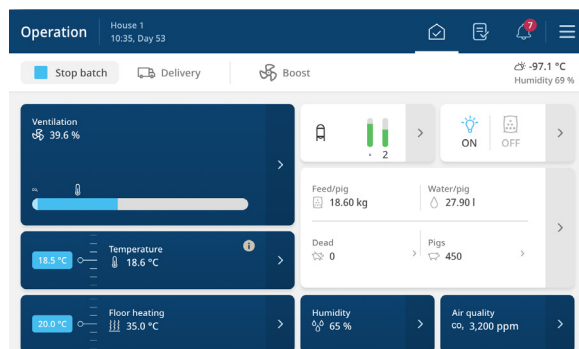 Operation
House 1
10:35, Day 53
7
Stop batch
Delivery
Boost
-97.1 °C
Humidity 69 %
Ventilation
39.6 %
2
ON
OFF
Feed/pig
18.60 kg
Water/pig
27.90 l
Dead
0
Pigs
450
18.5 °C
Temperature
18.6 °C
i
20.0 °C
Floor heating
35.0 °C
Humidity
65 %
Air quality
CO₂ 3,200 ppm